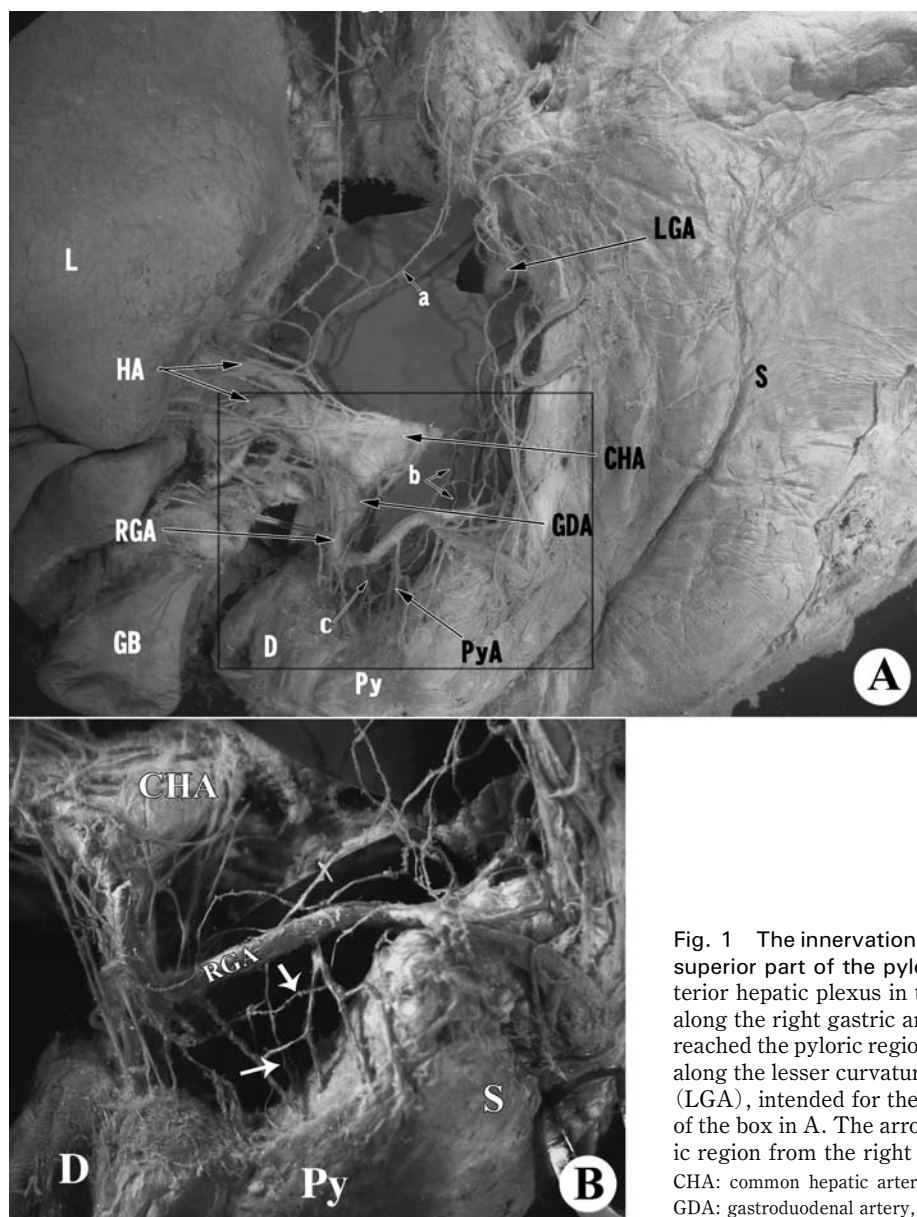 L
LGA
a
HA
S
CHA
b
GDA
RGA
c
PyA
GB
D
Py
A
CHA
RGA
S
D
Py
B
Fig. 1 The innervation
superior part of the pyl
terior hepatic plexus in t
along the right gastric ar
reached the pyloric region
along the lesser curvatur
(LGA), intended for the
of the box in A. The arro
ic region from the right
CHA: common hepatic arter
GDA: gastroduodenal artery,